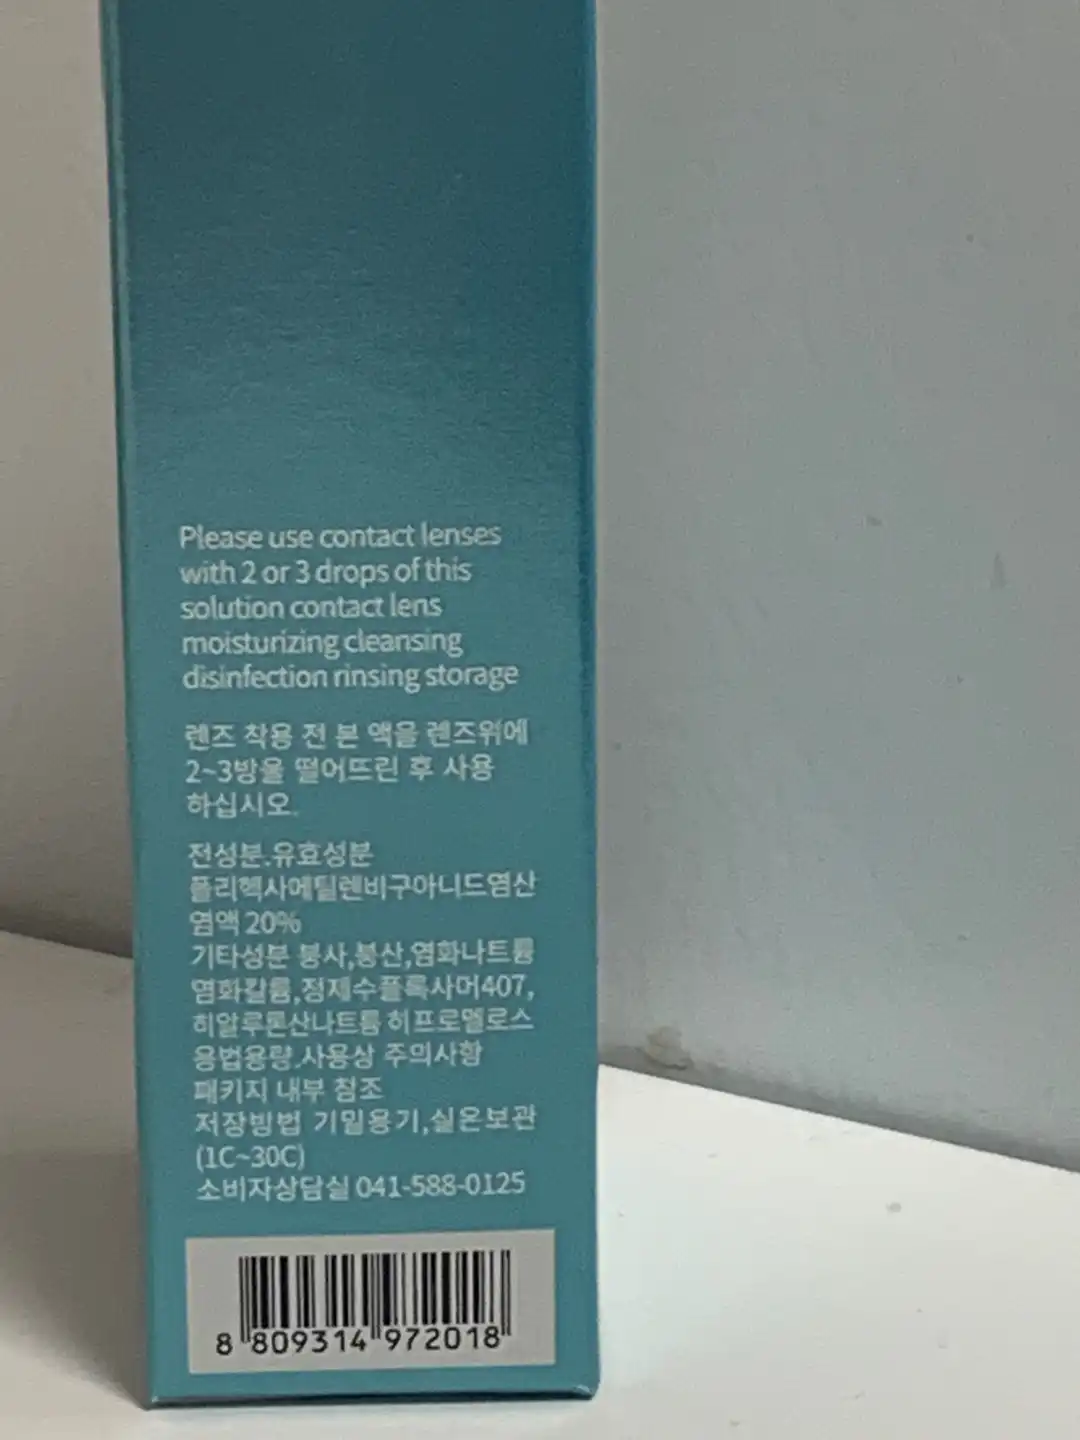 Please use contact lenses
with 2 or 3 drops of this
solution contact lens
moisturizing cleansing
disinfection rinsing storage
렌즈 착용 전 본 액을 렌즈위에
2~3방울 떨어뜨린 후 사용
하십시오.
전성분.유효성분
폴리헥사메틸렌비구아니드염산
염액 20%
기타성분 붕사,붕산,염화나트륨
염화칼륨,정제수폴록사머407,
히알루론산나트륨 히프로멜로스
용법용량.사용상 주의사항
패키지 내부 참조
저장방법 기밀용기,실온보관
(1C~30C)
소비자상담실 041-588-0125
8 809314 972018